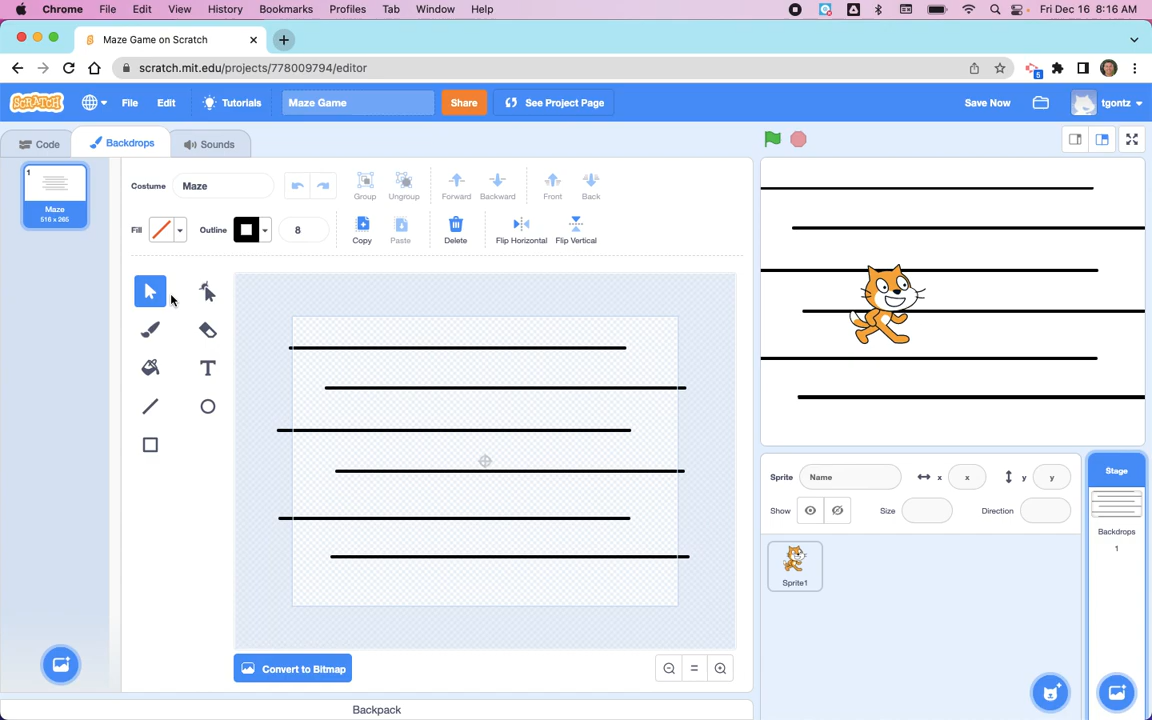 Chrome File Edit View History Bookmarks Profiles Tab Window Help Fri Dec 16 8:16 AM
Maze Game on Scratch
scratch.mit.edu/projects/778009794/editor 5
SCRATCH File Edit Tutorials Maze Game Share See Project Page Save Now tgontz
Code Backdrops Sounds
1
Maze
516 x 265
Costume Maze Group Ungroup Forward Backward Front Back
Fill Outline 8 Copy Paste Delete Flip Horizontal Flip Vertical
T
Convert to Bitmap
Backpack
Sprite Name x x y y
Show Size Direction
Sprite1
Stage
Backdrops
1